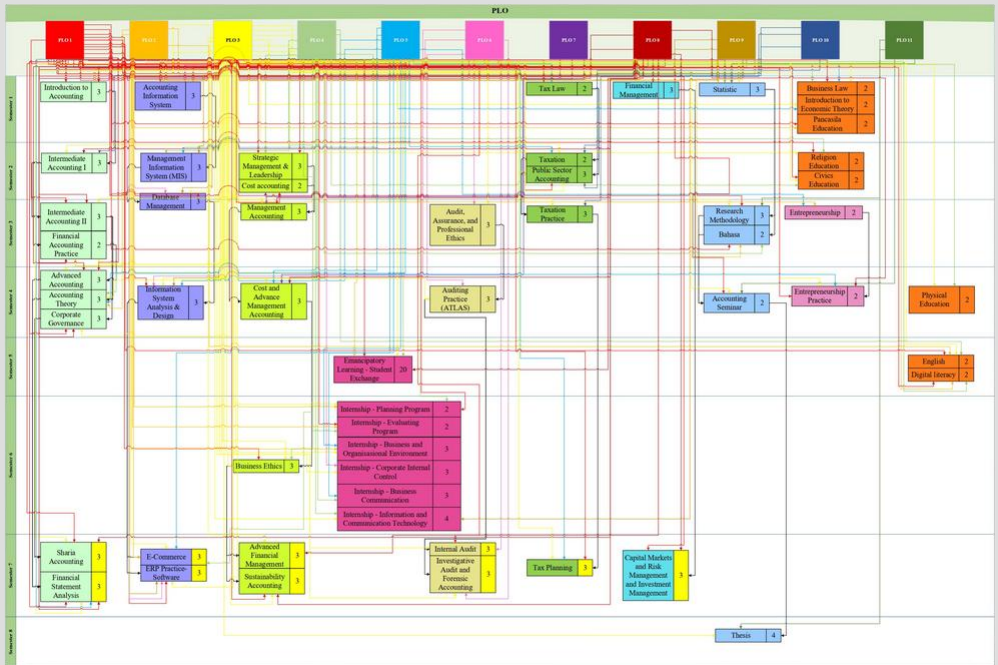 PLO
PLO 1
PLO 2
PLO 3
PLO 4
PLO 5
PLO 6
PLO 7
PLO 8
PLO 9
PLO 10
PLO 11
Semester 1
Introduction to
Accounting
3
Accounting
Information
System
3
Tax Law
2
Financial
Management
3
Statistic
3
Business Law
2
Introduction to
Economic Theory
2
Pancasila
Education
2
Semester 2
Intermediate
Accounting I
3
Management
Information
System (MIS)
3
Strategic
Management &
Leadership
3
Cost accounting
2
Taxation
2
Public Sector
Accounting
3
Religion
Education
2
Civics
Education
2
Semester 3
Intermediate
Accounting II
3
Financial
Accounting
Practice
2
Database
Management
3
Management
Accounting
3
Audit,
Assurance, and
Professional
Ethics
3
Taxation
Practice
3
Research
Methodology
3
Bahasa
2
Entrepreneurship
2
Semester 4
Advanced
Accounting
3
Accounting
Theory
3
Corporate
Governance
3
Information
System
Analysis &
Design
3
Cost and
Advance
Management
Accounting
3
Auditing
Practice
(ATLAS)
3
Accounting
Seminar
2
Entrepreneurship
Practice
2
Physical
Education
2
Semester 5
Emancipatory
Learning - Student
Exchange
20
English
2
Digital literacy
2
Semester 6
Business Ethics
3
Internship - Planning Program
2
Internship - Evaluating
Program
2
Internship - Business and
Organisasional Environment
3
Internship - Corporate Internal
Control
3
Internship - Business
Communication
3
Internship - Information and
Communication Technology
4
Semester 7
Sharia
Accounting
3
Financial
Statement
Analysis
3
E-Commerce
3
ERP Practice-
Software
3
Advanced
Financial
Management
3
Sustainability
Accounting
3
Internal Audit
3
Investigative
Audit and
Forensic
Accounting
3
Tax Planning
3
Capital Markets
and Risk
Management
and Investment
Management
3
Semester 8
Thesis
4